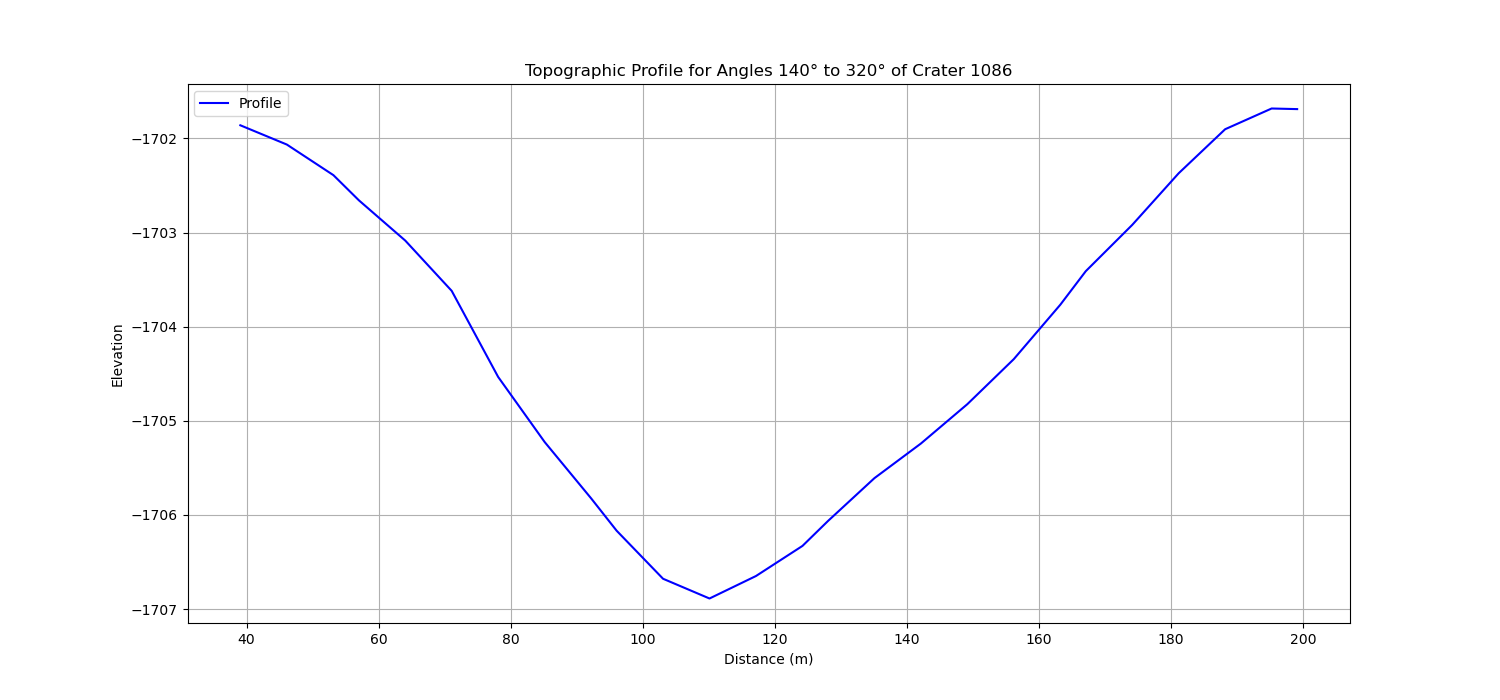 Topographic Profile for Angles 140° to 320° of Crater 1086
Profile
−1702
−1703
−1704
−1705
−1706
−1707
Elevation
40 60 80 100 120 140 160 180 200
Distance (m)